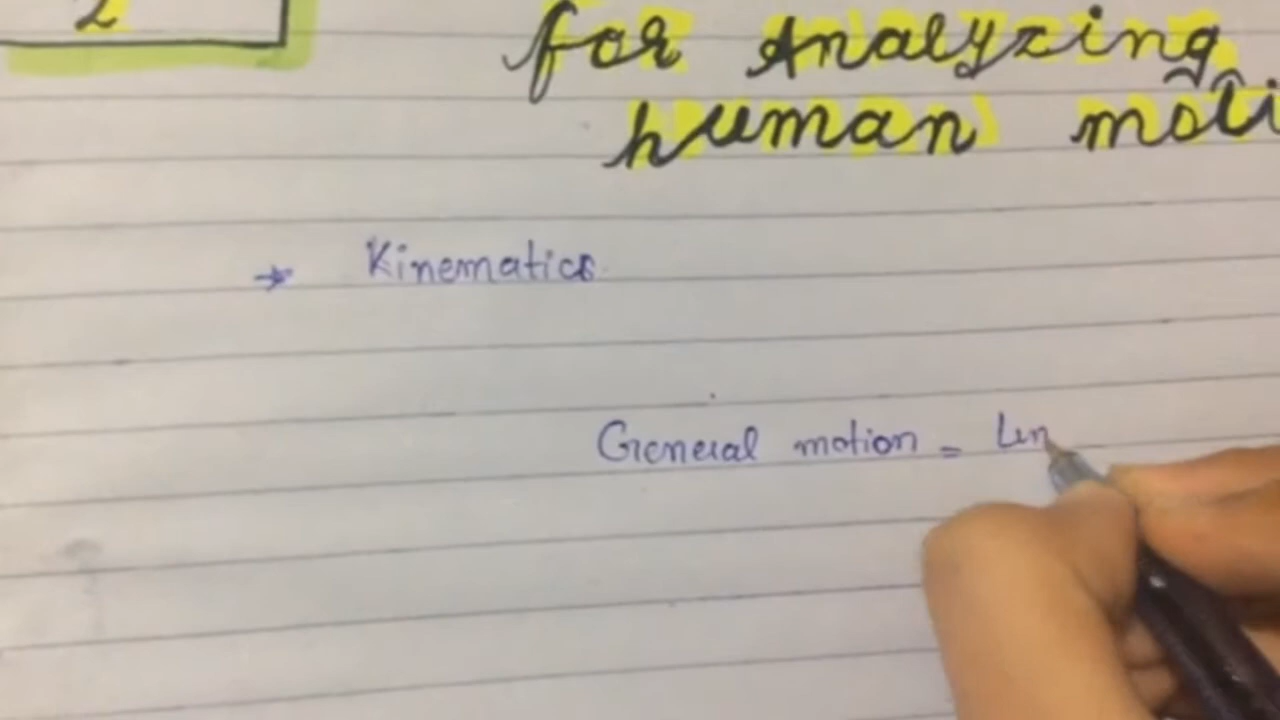 2
for Analyzing
human moti
→ Kinematics
General motion = Lin